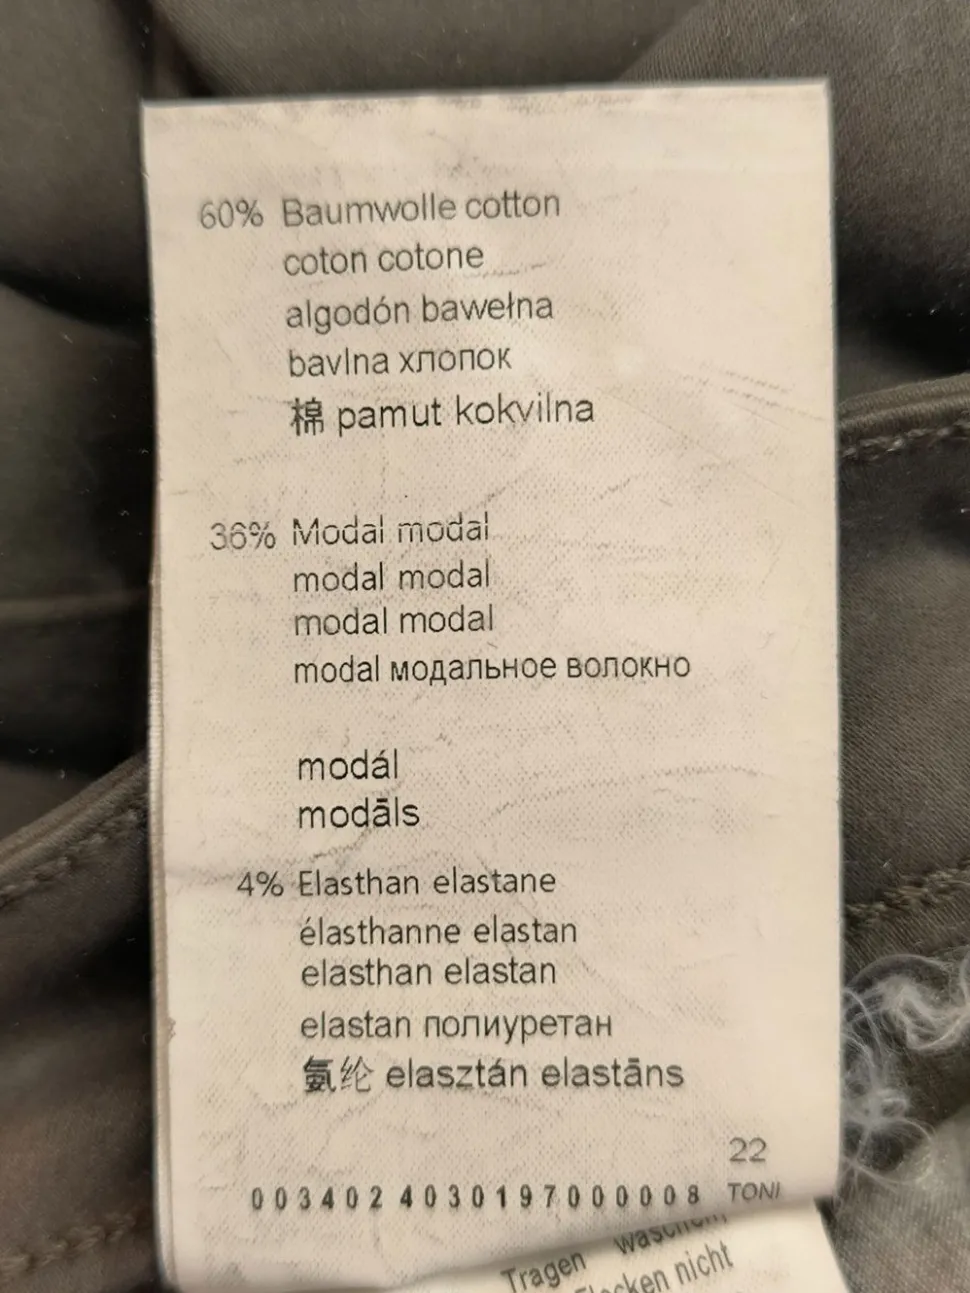 60% Baumwolle cotton
coton cotone
algodón bawełna
bavlna хлопок
棉 pamut kokvilna
36% Modal modal
modal modal
modal modal
modal модальное волокно
modál
modāls
4% Elasthan elastane
élasthanne elastan
elasthan elastan
elastan полиуретан
氨纶 elasztán elastāns
22
003402 4030197000008 TONI
Tragen waschen
nicht